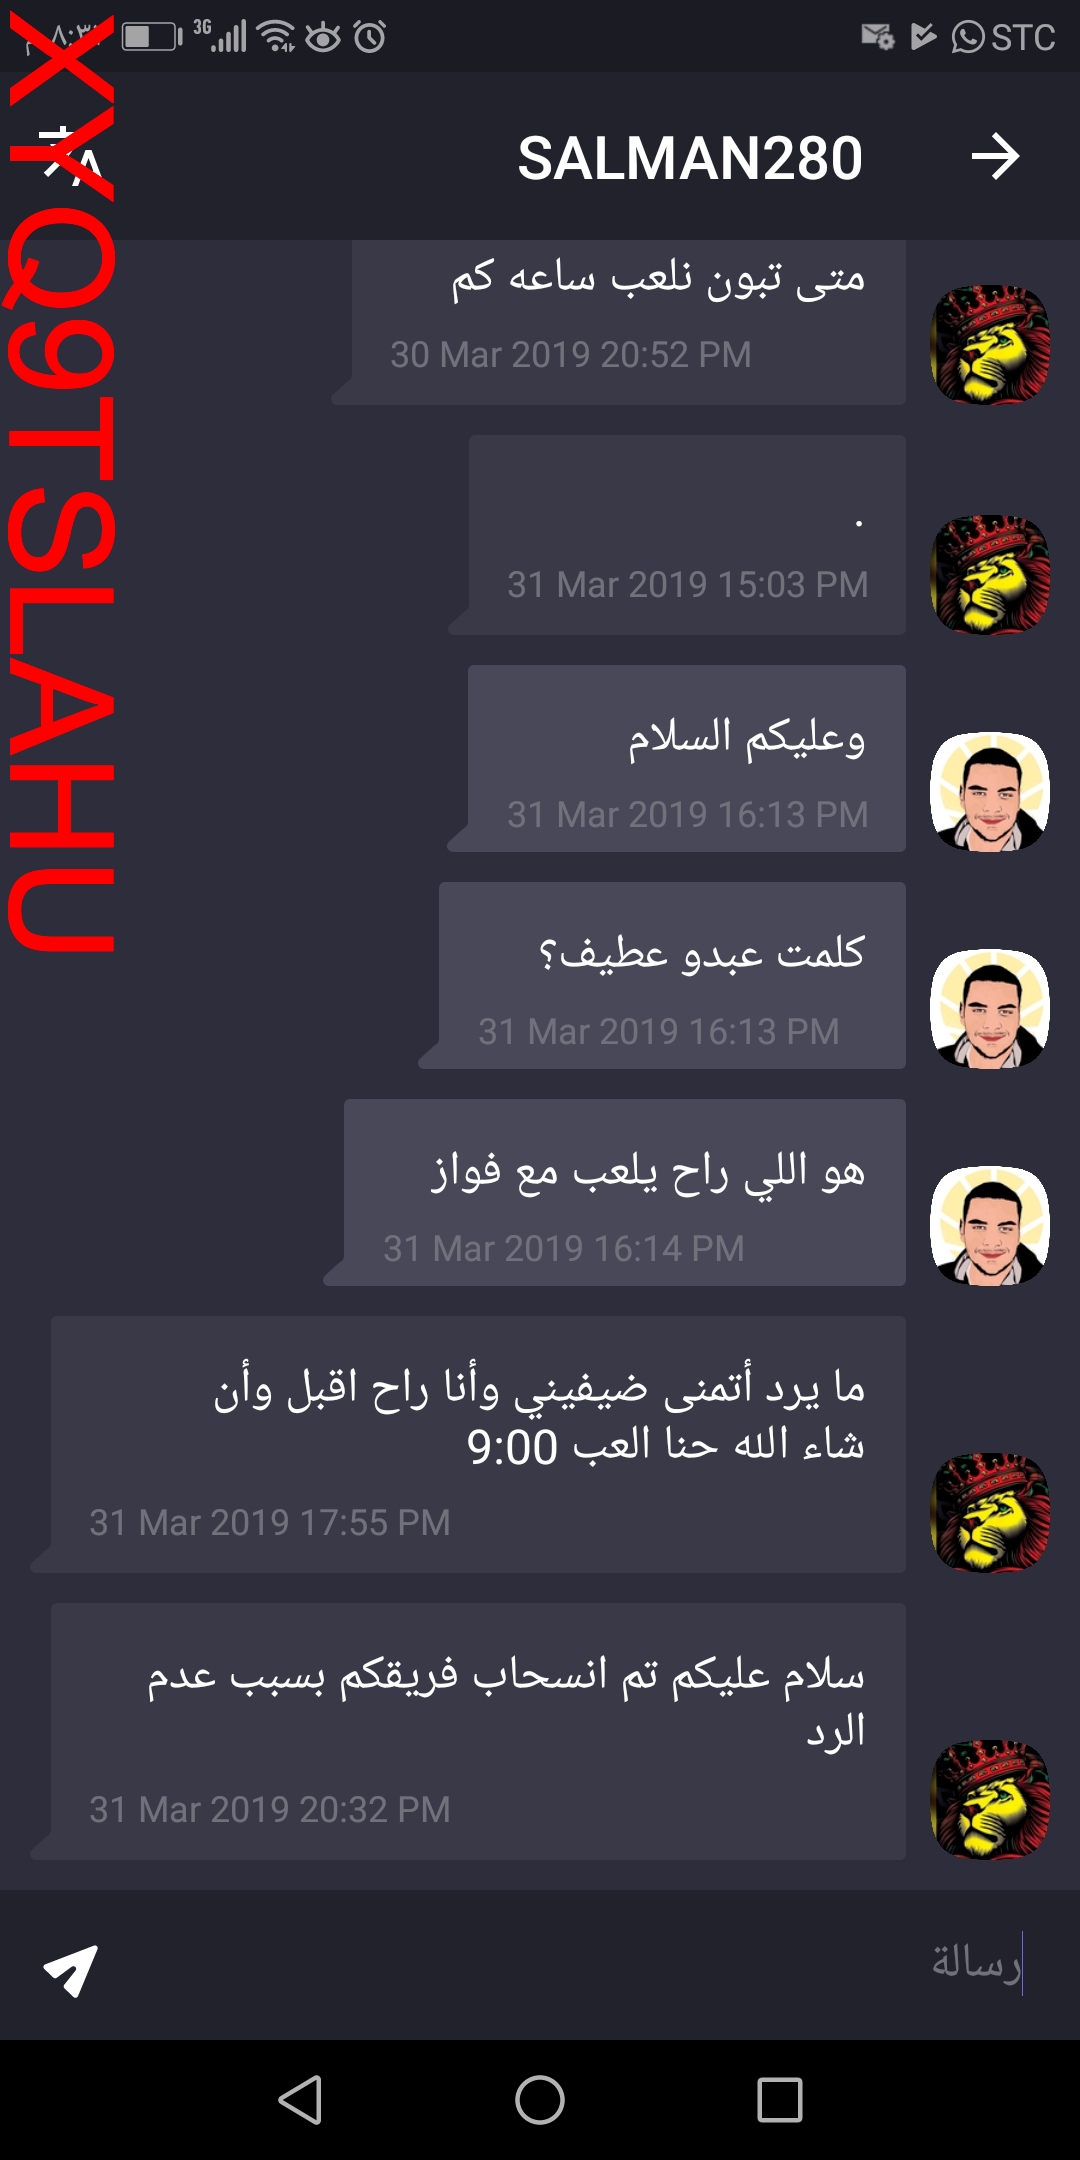 3G
STC
SALMAN280
متى تبون نلعب ساعه كم
30 Mar 2019 20:52 PM
.
31 Mar 2019 15:03 PM
وعليكم السلام
31 Mar 2019 16:13 PM
كلمت عبدو عطيف؟
31 Mar 2019 16:13 PM
هو اللي راح يلعب مع فواز
31 Mar 2019 16:14 PM
ما يرد أتمنى ضيفيني وأنا راح اقبل وأن
شاء الله حنا العب 9:00
31 Mar 2019 17:55 PM
سلام عليكم تم انسحاب فريقكم بسبب عدم
الرد
31 Mar 2019 20:32 PM
رسالة
XYQ9TSLAHU